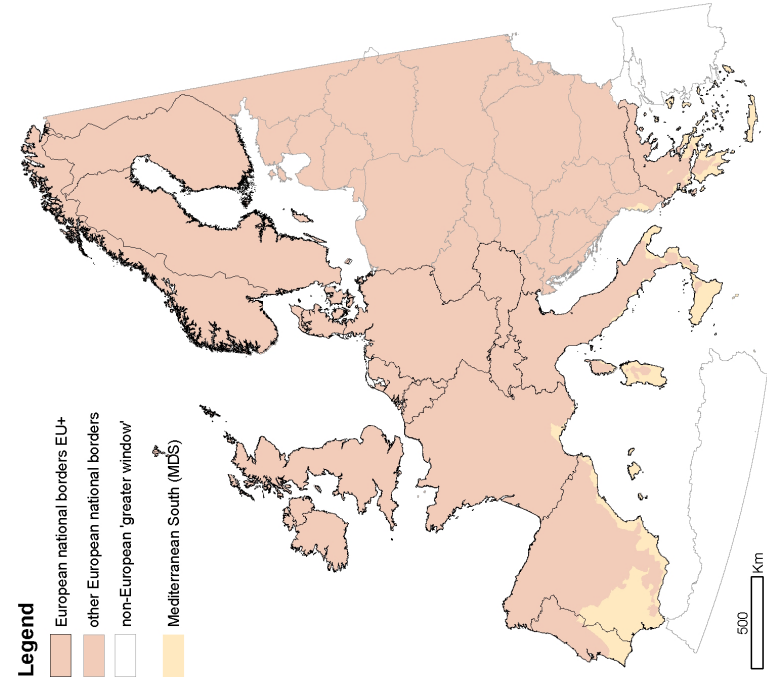 Legend
European national borders EU+
other European national borders
non-European 'greater window'
Mediterranean South (MDS)
500
Km